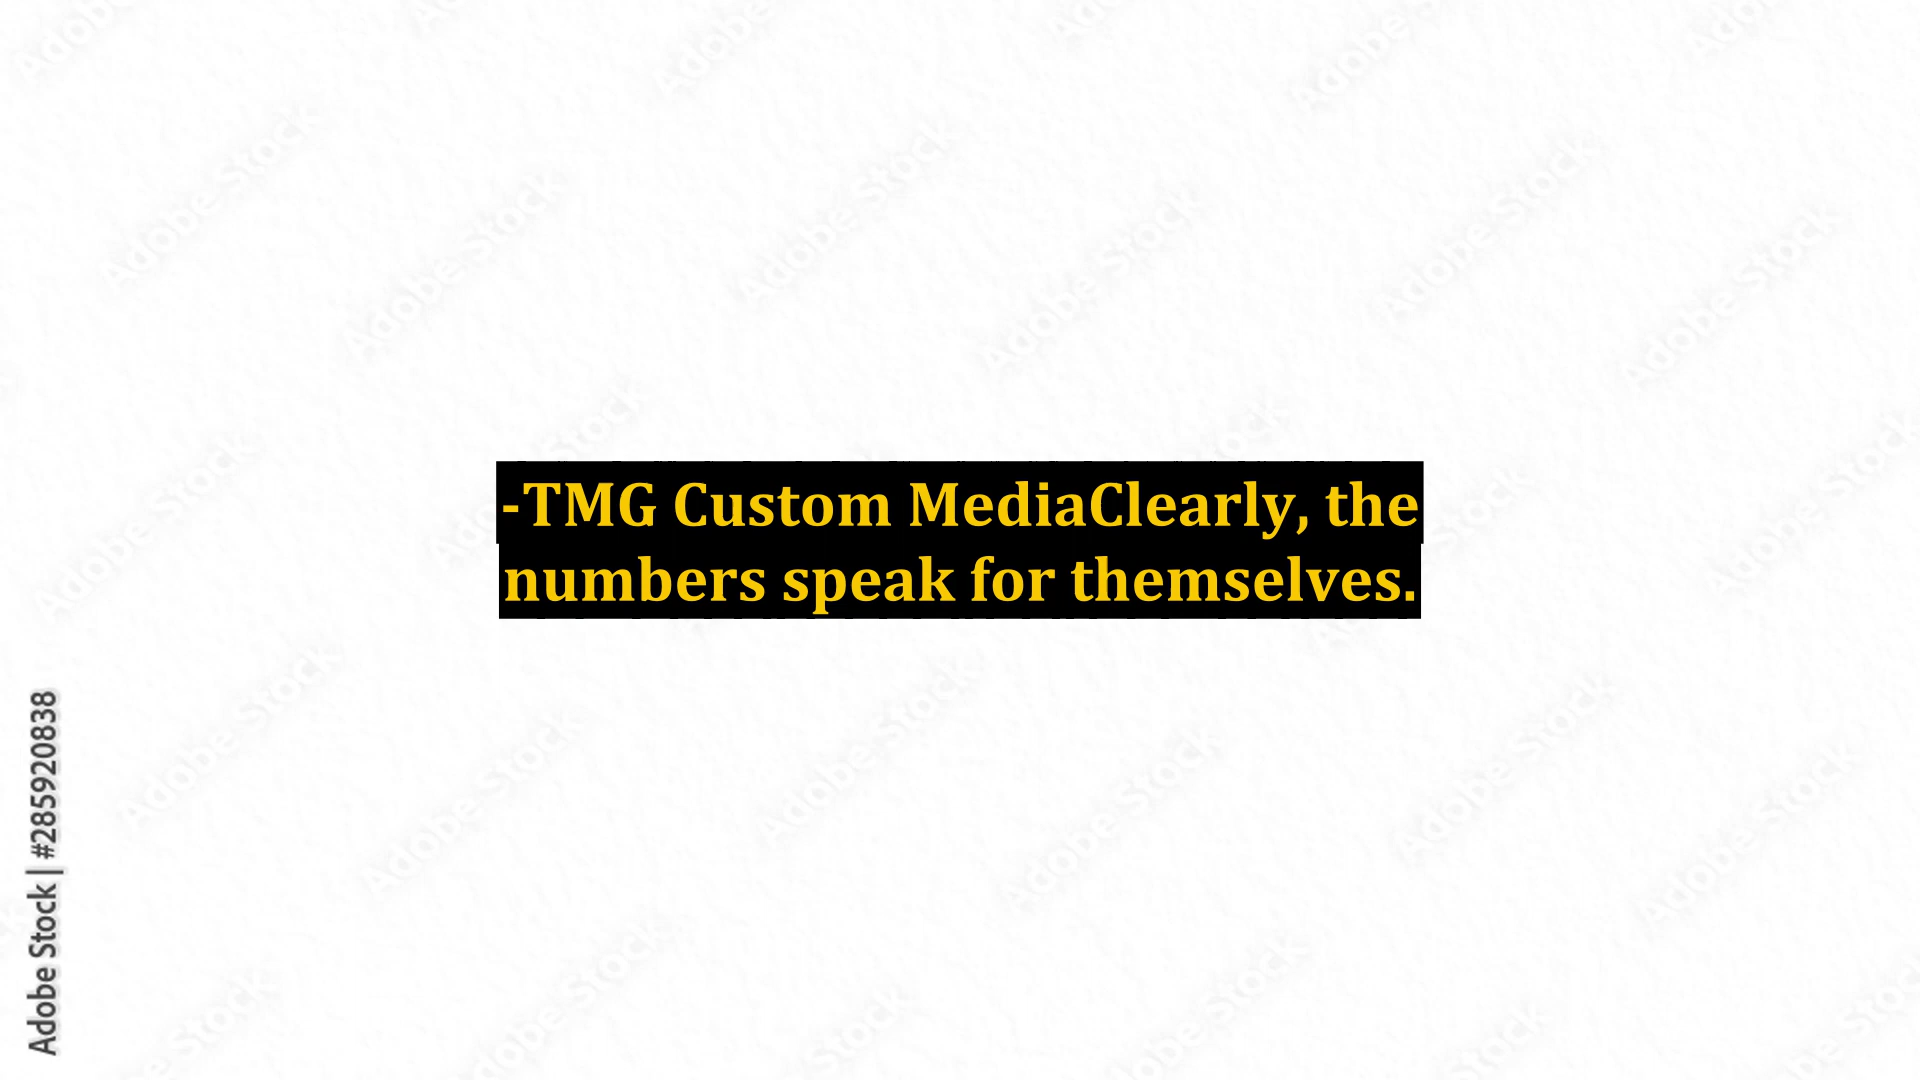 -TMG Custom MediaClearly, the
numbers speak for themselves.
Adobe Stock | #285920838